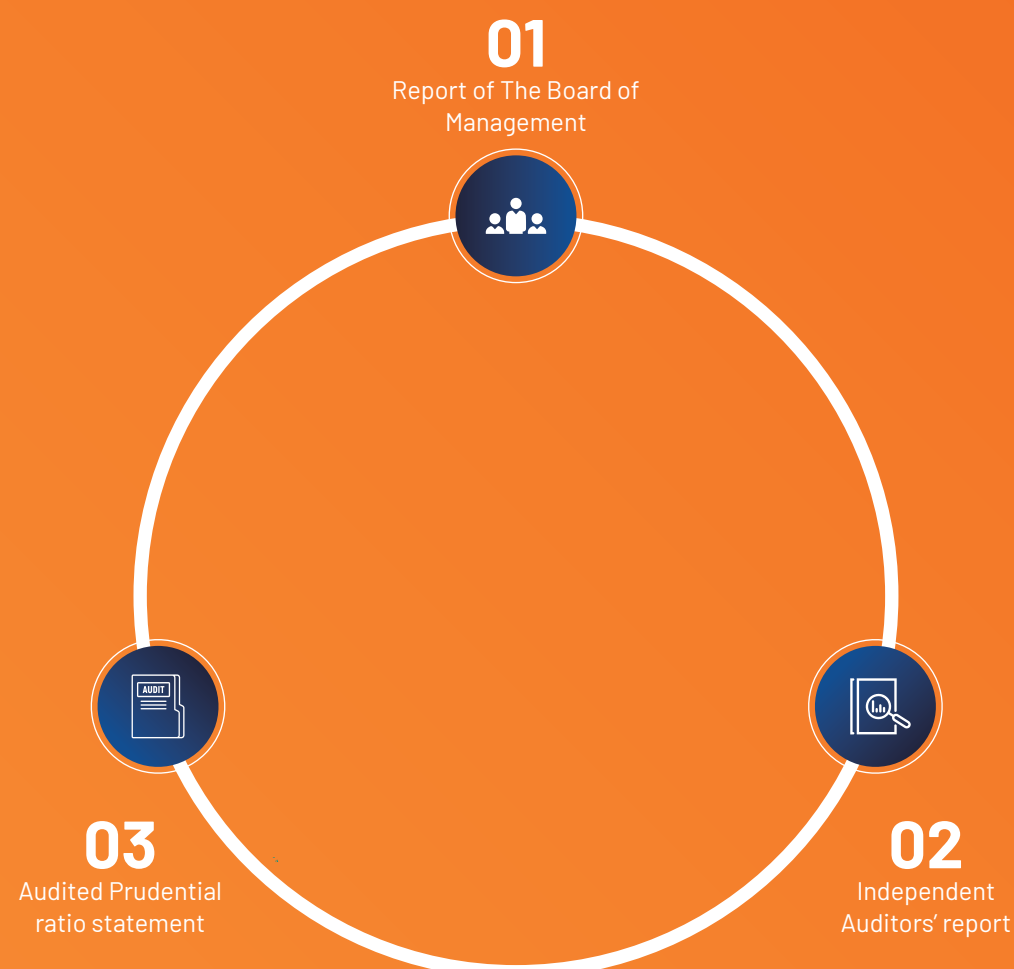 01
Report of The Board of
Management
AUDIT
03
Audited Prudential
ratio statement
02
Independent
Auditors’ report